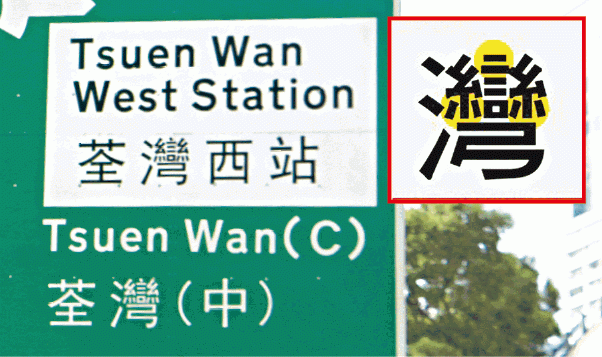 Tsuen Wan
West Station
荃灣西站
Tsuen Wan(C)
荃灣(中)
灣